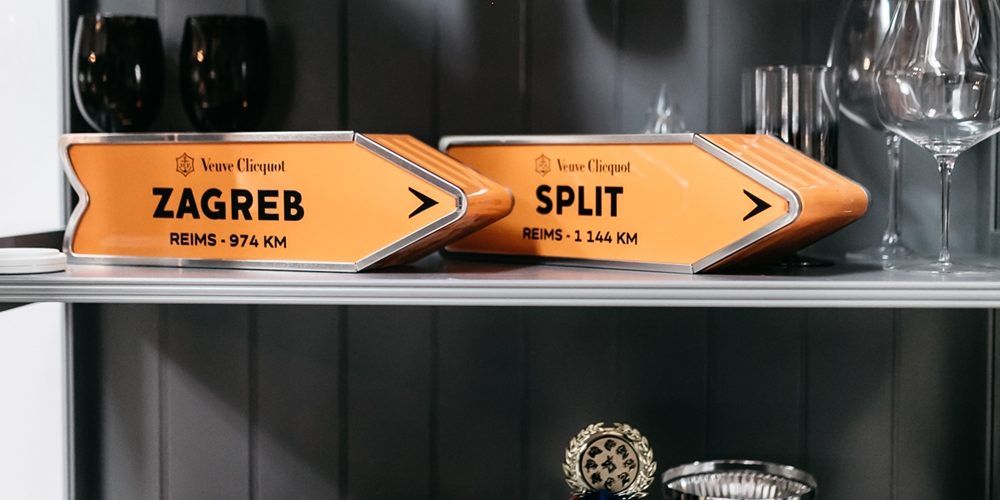 Veuve Clicquot
ZAGREB
REIMS - 974 KM
Veuve Clicquot
SPLIT
REIMS - 1 144 KM